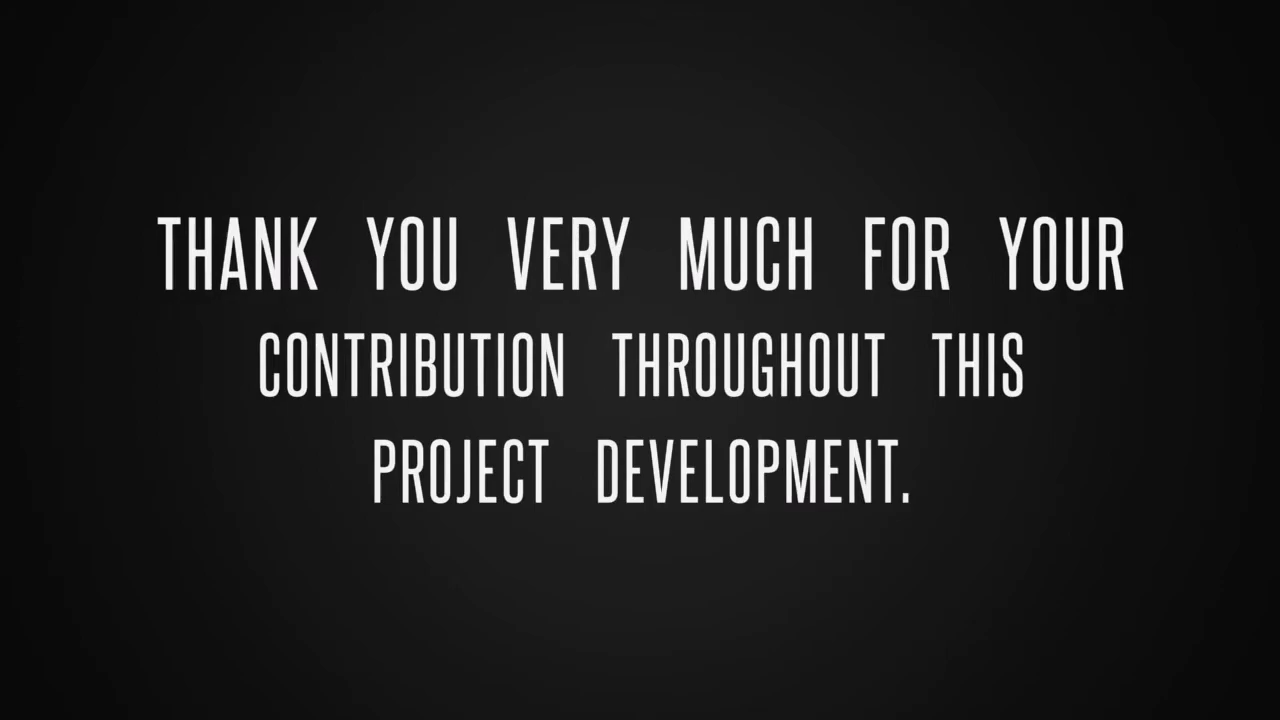 THANK YOU VERY MUCH FOR YOUR
CONTRIBUTION THROUGHOUT THIS
PROJECT DEVELOPMENT.